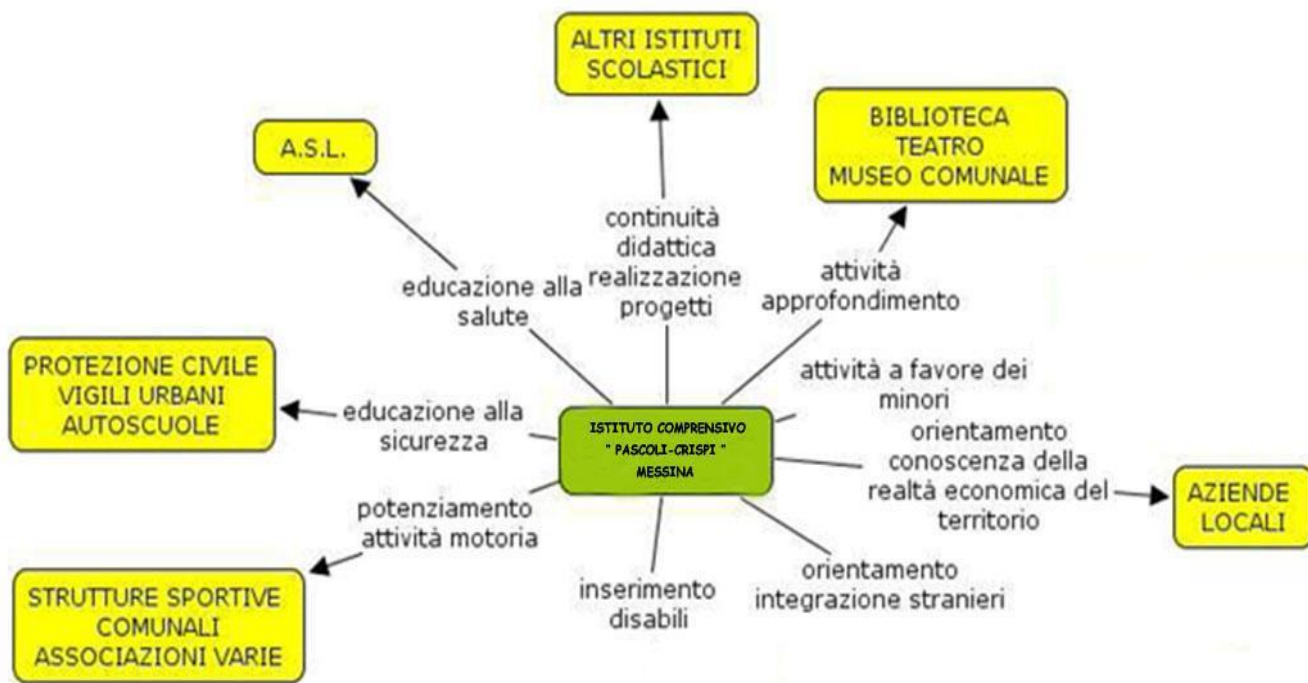 ALTRI ISTITUTI
SCOLASTICI
BIBLIOTECA
TEATRO
MUSEO COMUNALE
A.S.L.
continuità
didattica
realizzazione
progetti
attività
approfondimento
educazione alla
salute
PROTEZIONE CIVILE
VIGILI URBANI
AUTOSCUOLE
educazione alla
sicurezza
ISTITUTO COMPRENSIVO
" PASCOLI-CRISPI "
MESSINA
attività a favore dei
minori
orientamento
conoscenza della
realtà economica del
territorio
AZIENDE
LOCALI
potenziamento
attività motoria
STRUTTURE SPORTIVE
COMUNALI
ASSOCIAZIONI VARIE
inserimento
disabili
orientamento
integrazione stranieri